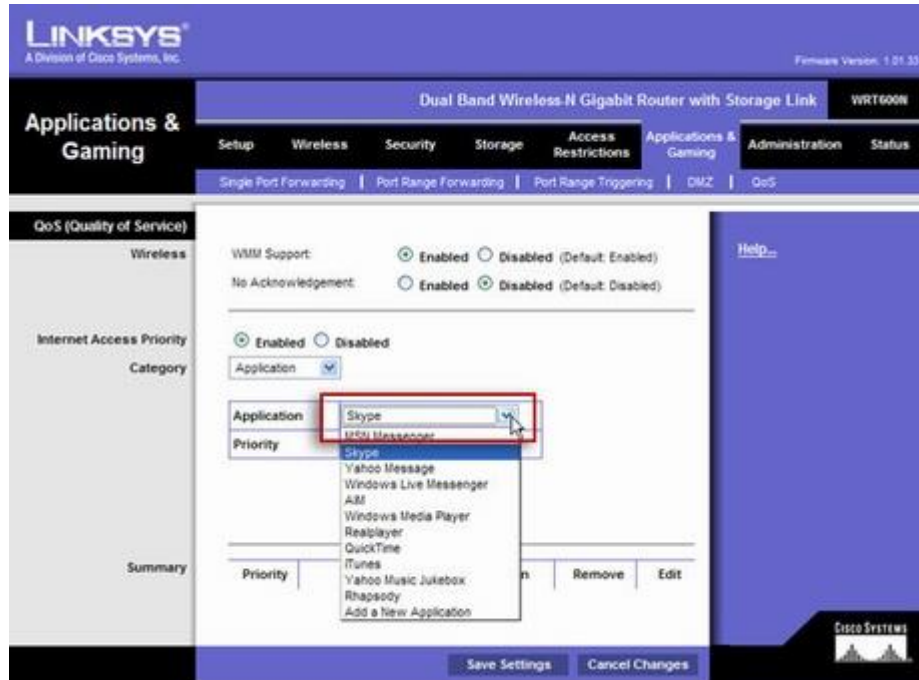 LINKSYS®
A Division of Cisco Systems, Inc.
Firmware Version: 1.01.33
Dual Band Wireless-N Gigabit Router with Storage Link WRT600N
Applications & Gaming
Setup Wireless Security Storage Access Restrictions Applications & Gaming Administration Status
Single Port Forwarding | Port Range Forwarding | Port Range Triggering | DMZ | QoS
QoS (Quality of Service)
Wireless
WMM Support: Enabled Disabled (Default: Enabled)
No Acknowledgement: Enabled Disabled (Default: Disabled)
Help...
Internet Access Priority Enabled Disabled
Category Application
Application Skype
Priority
MSN Messenger
Skype
Yahoo Message
Windows Live Messenger
AIM
Windows Media Player
Realplayer
QuickTime
iTunes
Yahoo Music Jukebox
Rhapsody
Add a New Application
Summary
Priority n Remove Edit
CISCO SYSTEMS
Save Settings Cancel Changes